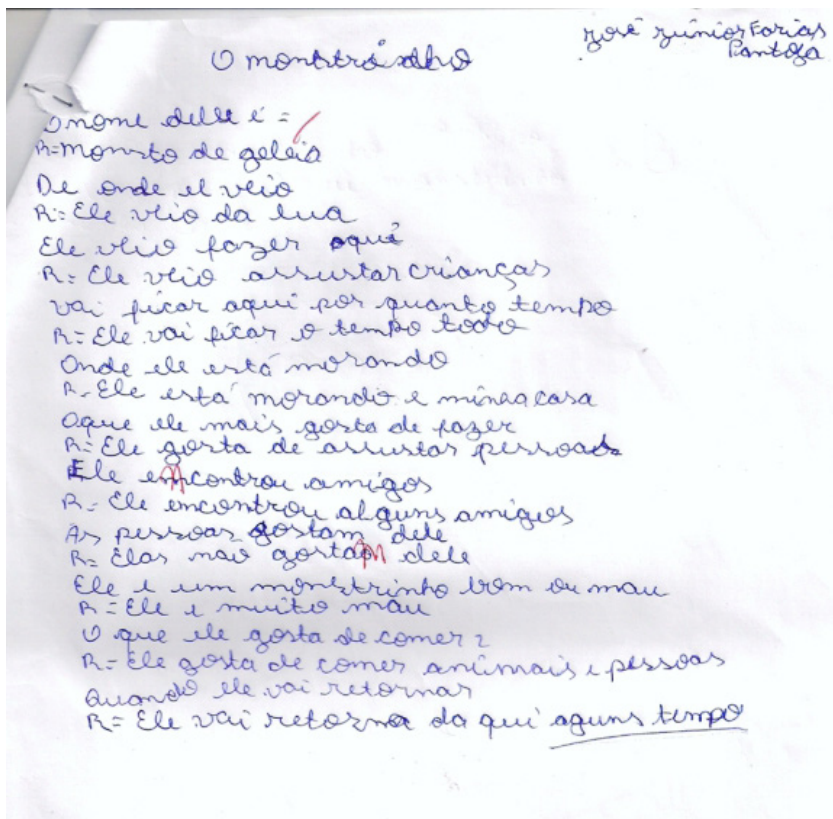 José Júnior Farias
Pantoja
O monstrinho
O nome delle é =
R= Monsto de geleia
De onde el veio
R= Ele veio da lua
Ele veio fazer aqui
R= Ele veio assustar crianças
vai ficar aqui por quanto tempo
R= Ele vai ficar o tempo todo
Onde ele está morando
R= Ele está morando e minha casa
Oque ele mais gosta de fazer
R= Ele gosta de assustar pessoas
Ele emcontrou amigos
R= Ele encontrou alguns amigos
As pessoas gostam dele
R= Elas não gostam dele
Ele é um monstrinho bom ou mau
R= Ele é muito mau
O que ele gosta de comer?
R= Ele gosta de comer animais e pessoas
Quando ele vai retornar
R= Ele vai retorna da qui aguns tempo